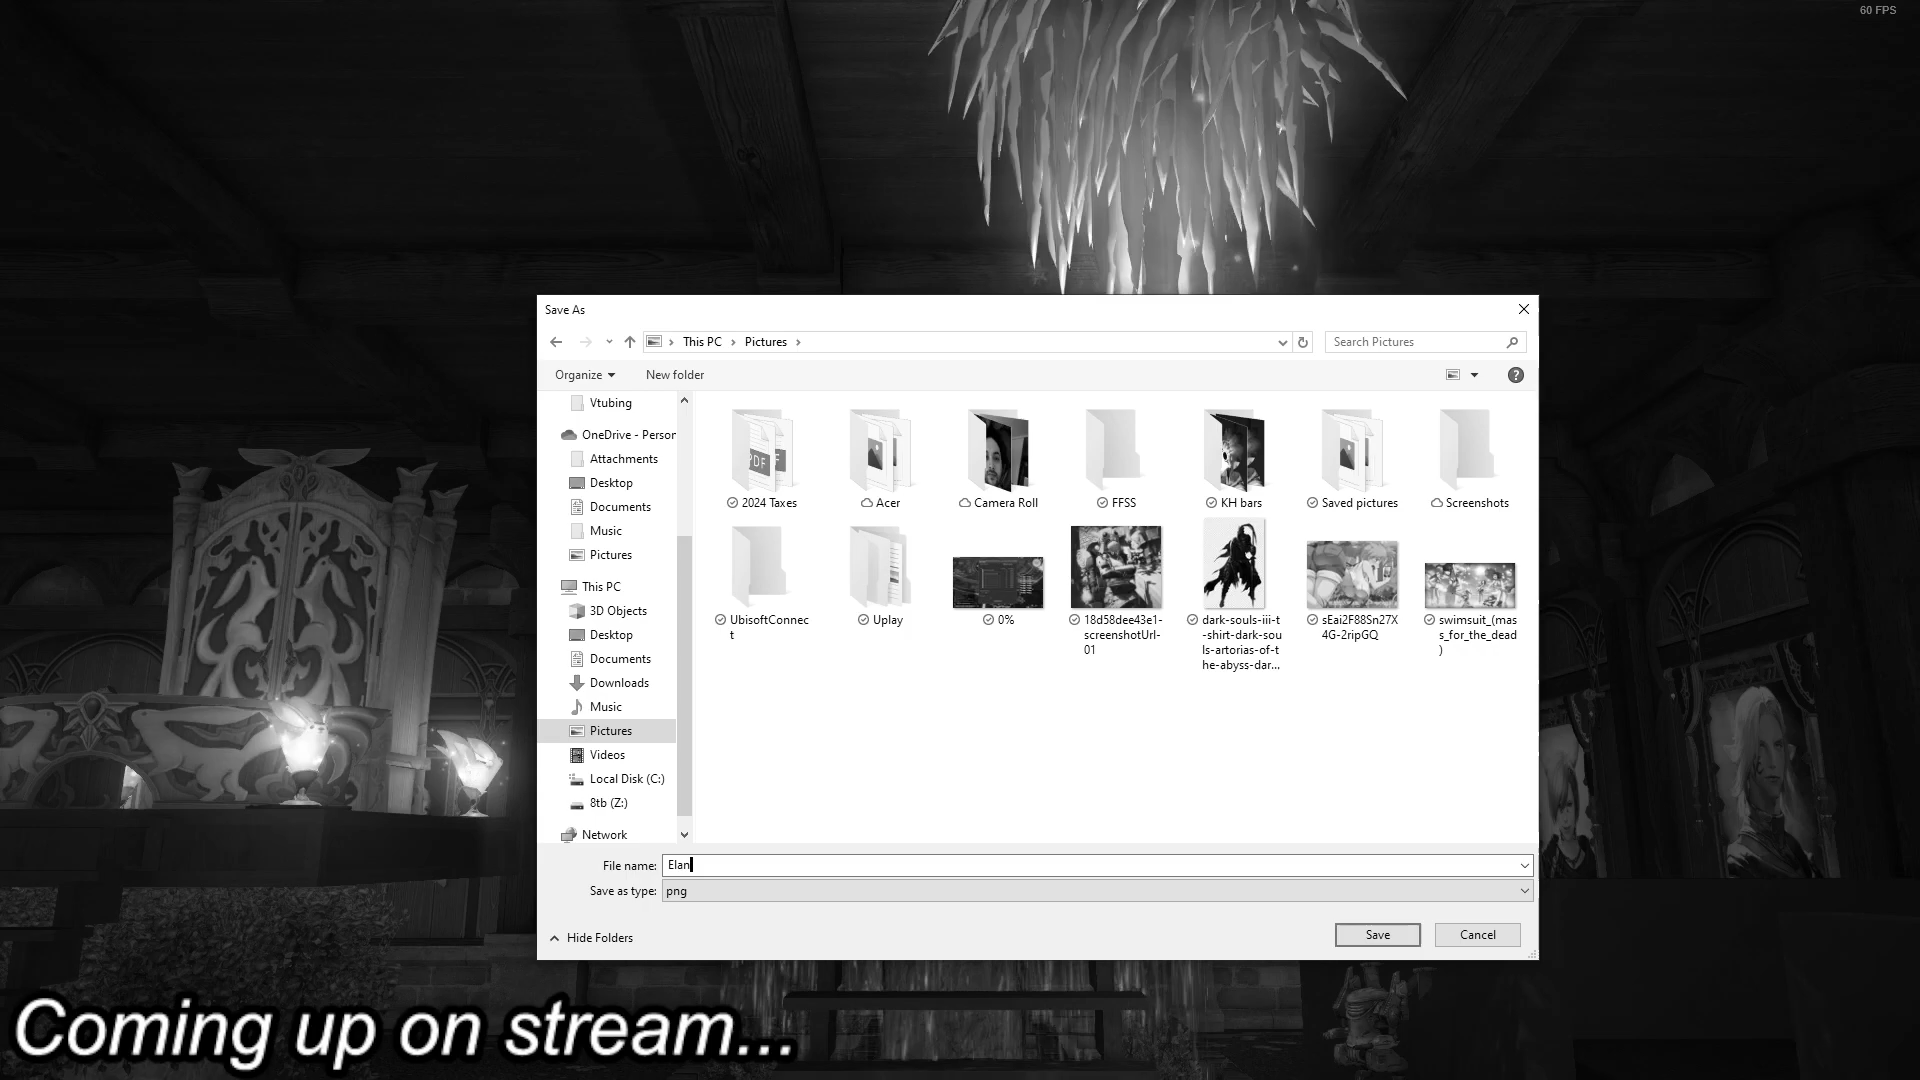 60 FPS
Save As
This PC
Pictures
Search Pictures
Organize
New folder
Vtubing
OneDrive - Person
Attachments
Desktop
Documents
Music
Pictures
This PC
3D Objects
Desktop
Documents
Downloads
Music
Pictures
Videos
Local Disk (C:)
8tb (Z:)
Network
PDF
2024 Taxes
Acer
Camera Roll
FFSS
KH bars
Saved pictures
Screenshots
UbisoftConnec
t
Uplay
0%
18d58dee43e1-
screenshotUrl-
01
dark-souls-iii-t
-shirt-dark-sou
ls-artorias-of-t
he-abyss-dar...
sEai2F88Sn27X
4G-2ripGQ
swimsuit_(mas
s_for_the_dead
)
File name: Elan
Save as type: png
Hide Folders
Save
Cancel
Coming up on stream...